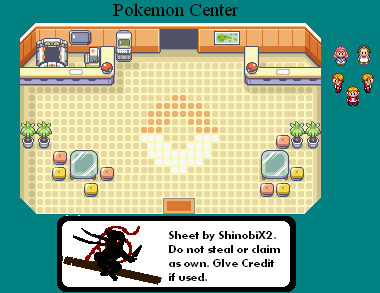 Pokemon Center
Sheet by ShinobiX2.
Do not steal or claim
as own. GIve Credit
if used.